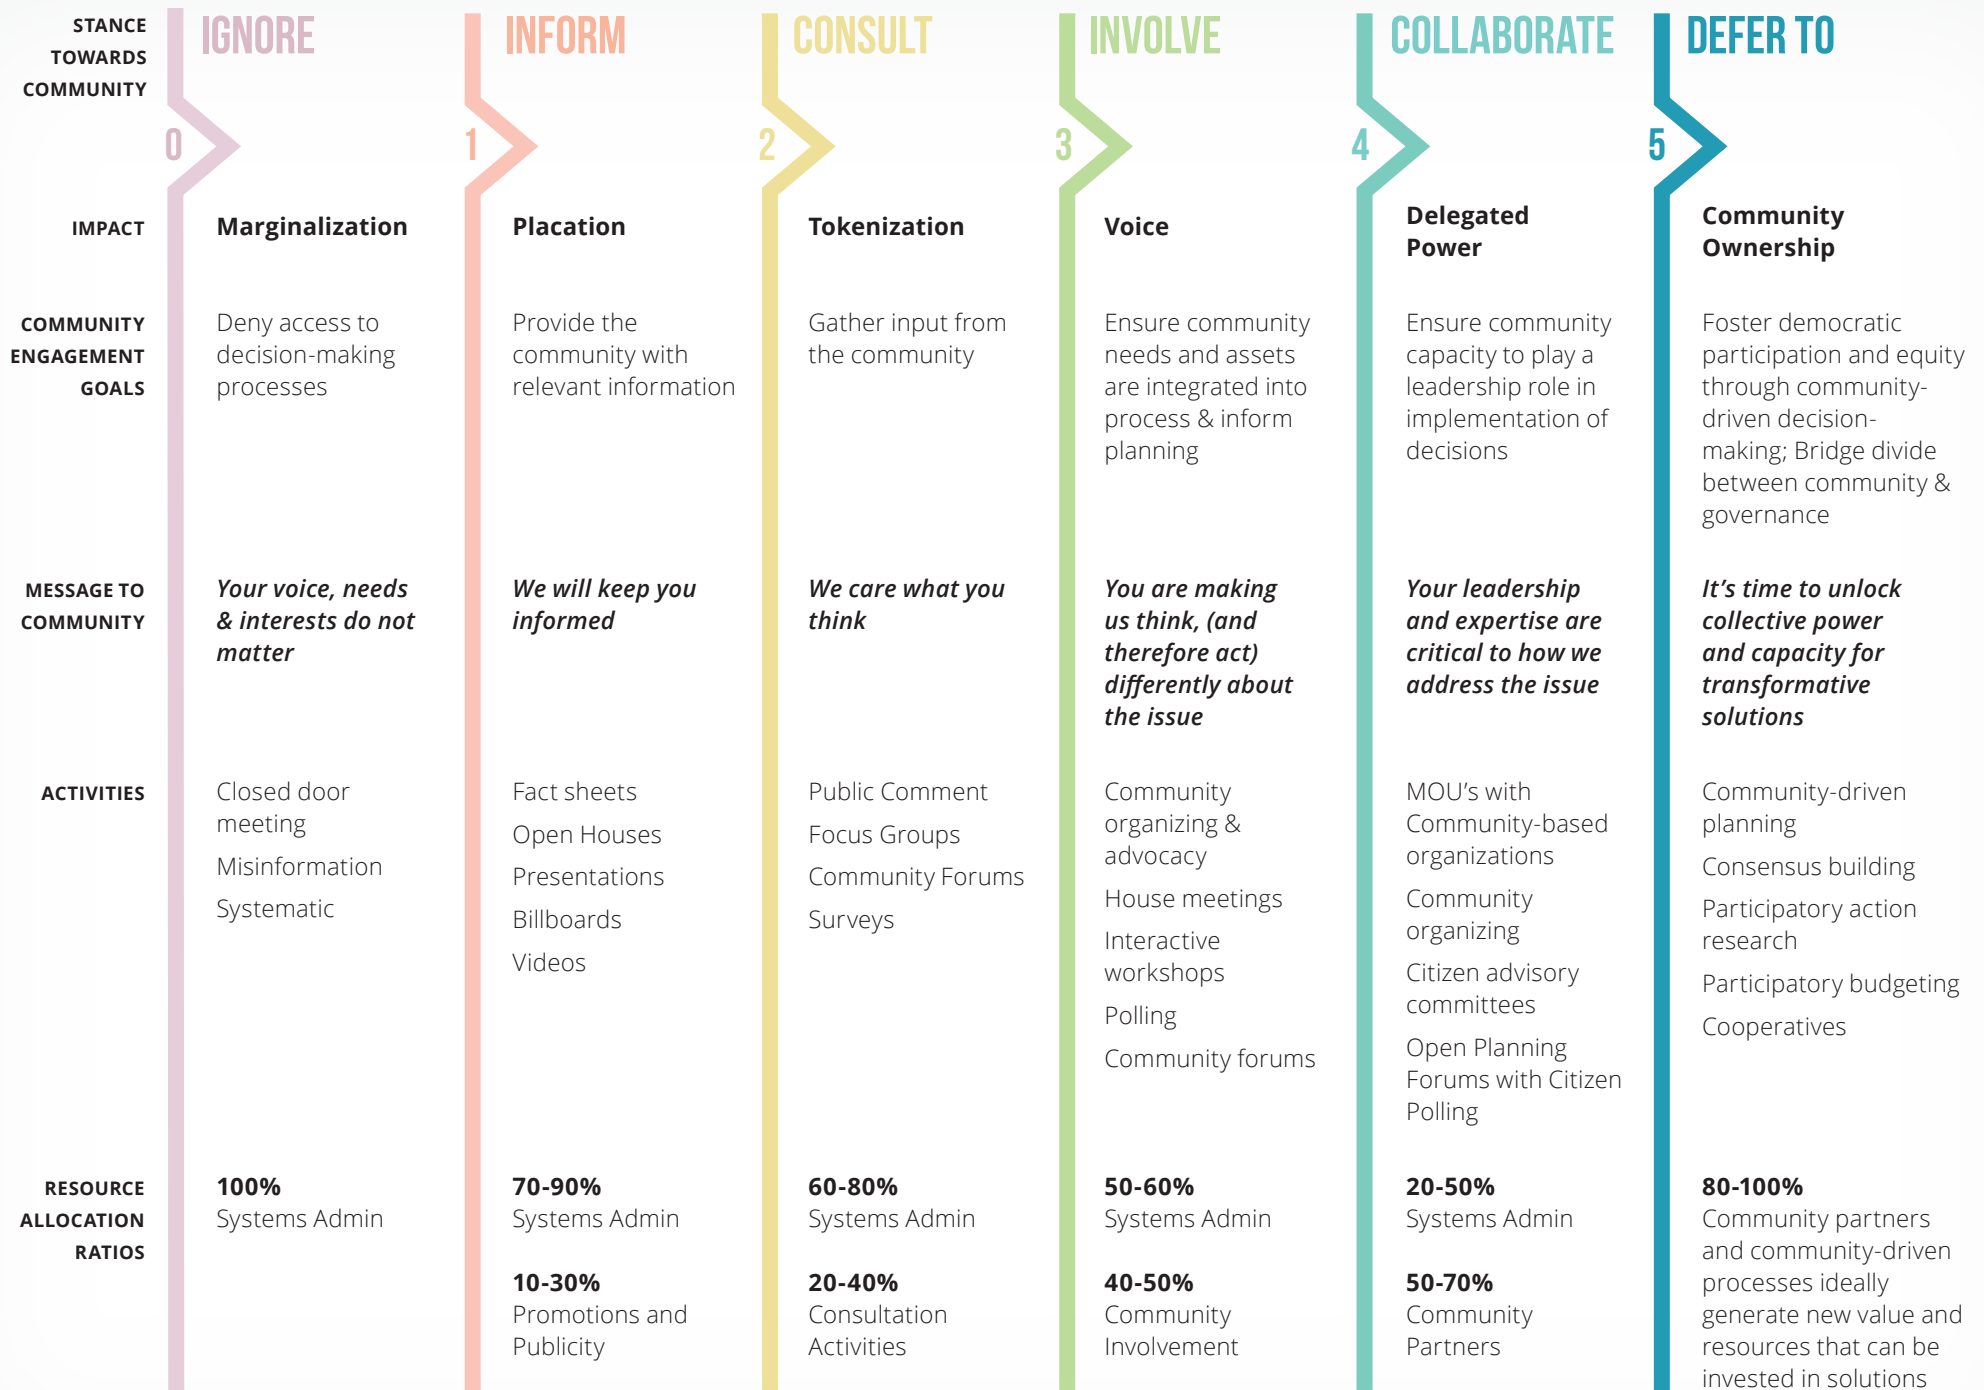 STANCE
TOWARDS
COMMUNITY
IGNORE
INFORM
CONSULT
INVOLVE
COLLABORATE
DEFER TO
0
1
2
3
4
5
IMPACT
Marginalization
Placation
Tokenization
Voice
Delegated
Power
Community
Ownership
COMMUNITY
ENGAGEMENT
GOALS
Deny access to
decision-making
processes
Provide the
community with
relevant information
Gather input from
the community
Ensure community
needs and assets
are integrated into
process & inform
planning
Ensure community
capacity to play a
leadership role in
implementation of
decisions
Foster democratic
participation and equity
through community-
driven decision-
making; Bridge divide
between community &
governance
MESSAGE TO
COMMUNITY
Your voice, needs
& interests do not
matter
We will keep you
informed
We care what you
think
You are making
us think, (and
therefore act)
differently about
the issue
Your leadership
and expertise are
critical to how we
address the issue
It’s time to unlock
collective power
and capacity for
transformative
solutions
ACTIVITIES
Closed door
meeting
Misinformation
Systematic
Fact sheets
Open Houses
Presentations
Billboards
Videos
Public Comment
Focus Groups
Community Forums
Surveys
Community
organizing &
advocacy
House meetings
Interactive
workshops
Polling
Community forums
MOU’s with
Community-based
organizations
Community
organizing
Citizen advisory
committees
Open Planning
Forums with Citizen
Polling
Community-driven
planning
Consensus building
Participatory action
research
Participatory budgeting
Cooperatives
RESOURCE
ALLOCATION
RATIOS
100%
Systems Admin
70-90%
Systems Admin
10-30%
Promotions and
Publicity
60-80%
Systems Admin
20-40%
Consultation
Activities
50-60%
Systems Admin
40-50%
Community
Involvement
20-50%
Systems Admin
50-70%
Community
Partners
80-100%
Community partners
and community-driven
processes ideally
generate new value and
resources that can be
invested in solutions